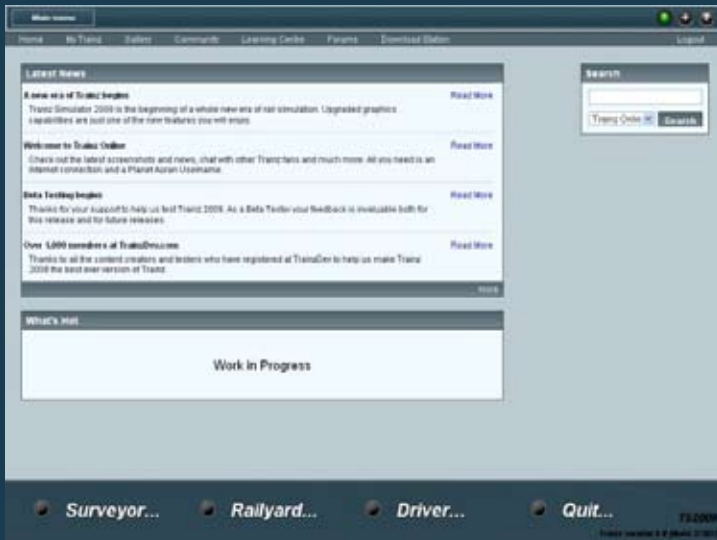 Main menu
Home My Trainz Gallery Community Learning Centre Forums Download Station Logout
Latest News
A new era of Trainz begins Read More
Trainz Simulator 2009 is the beginning of a whole new era of rail simulation. Upgraded graphics
capabilities are just one of the new features you will enjoy.
Welcome to Trainz Online Read More
Check out the latest screenshots and news, chat with other Trainz fans and much more. All you need is an
internet connection and a Planet Auran Username.
Beta Testing begins Read More
Thanks for your support to help us test Trainz 2009. As a Beta Tester your feedback is invaluable both for
this release and for future releases.
Over 1,000 members at TrainzDev.com Read More
Thanks to all the content creators and testers who have registered at TrainzDev to help us make Trainz
2009 the best ever version of Trainz.
More
What's Hot
Work in Progress
Search
Trainz Online Search
Surveyor... Railyard... Driver... Quit...
TS2009